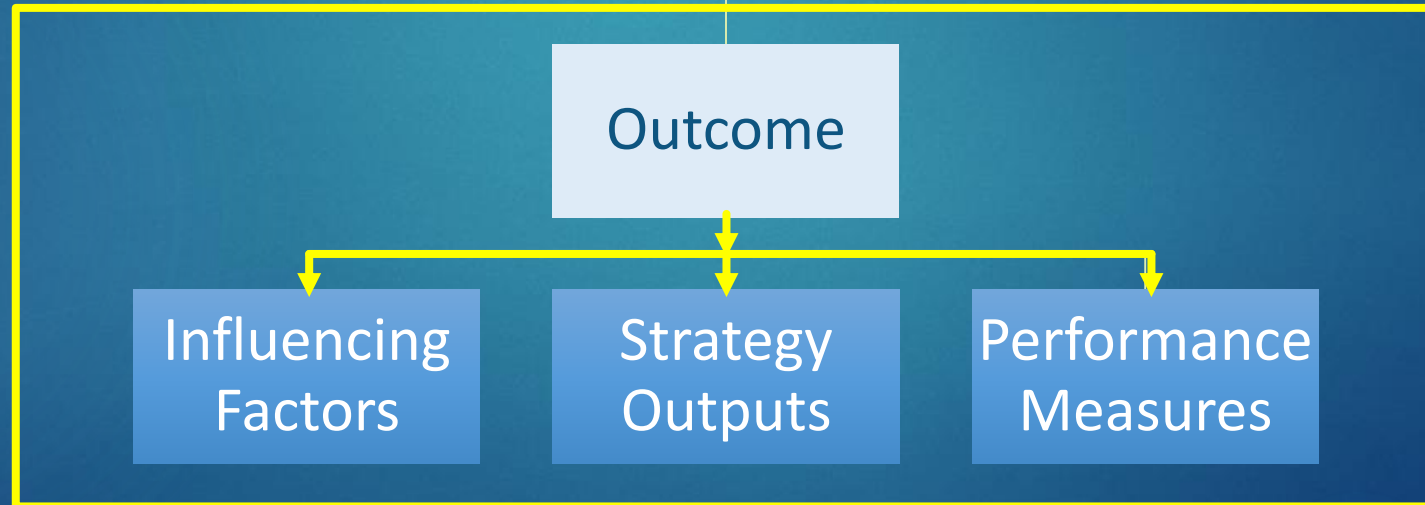 Outcome
Influencing
Factors
Strategy
Outputs
Performance
Measures